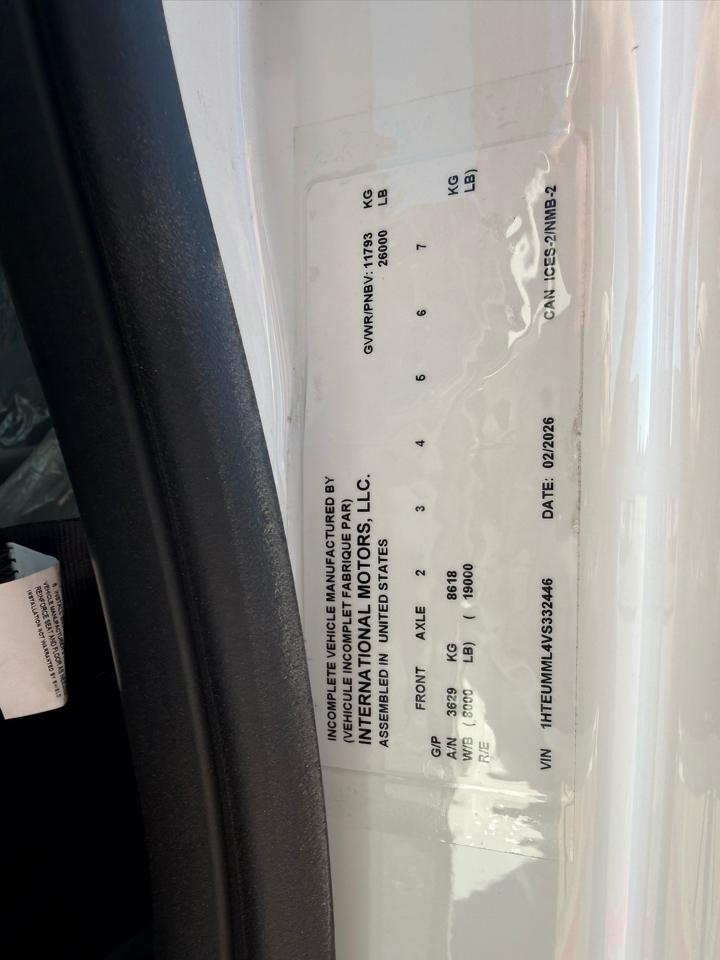 INCOMPLETE VEHICLE MANUFACTURED BY
(VEHICULE INCOMPLET FABRIQUE PAR)
INTERNATIONAL MOTORS, LLC.
ASSEMBLED IN UNITED STATES
GVWR/PNBV: 11793 KG
26000 LB
FRONT AXLE 2 3 4 5 6 7
G/P
A/N 3629 KG 8618 KG
W/B ( 8000 LB) ( 19000 LB)
R/E
VIN 1HTEUMML4VS332446 DATE: 02/2026 CAN ICES-2/NMB-2